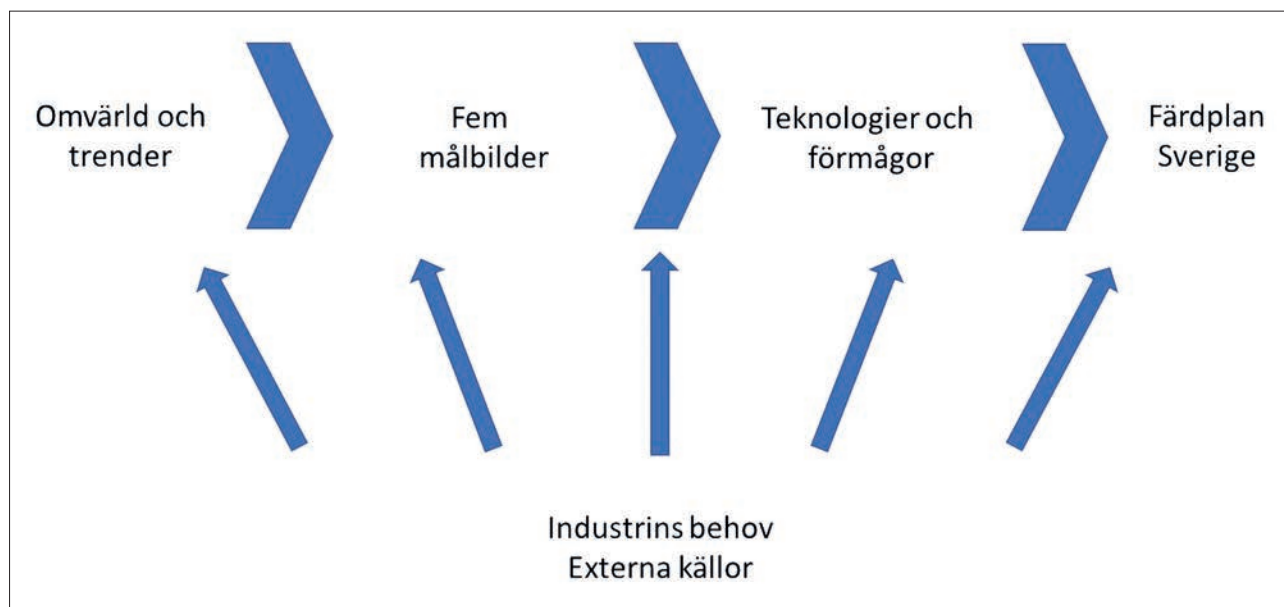 Omvärld och
trender
Fem
målbilder
Teknologier och
förmågor
Färdplan
Sverige
Industrins behov
Externa källor